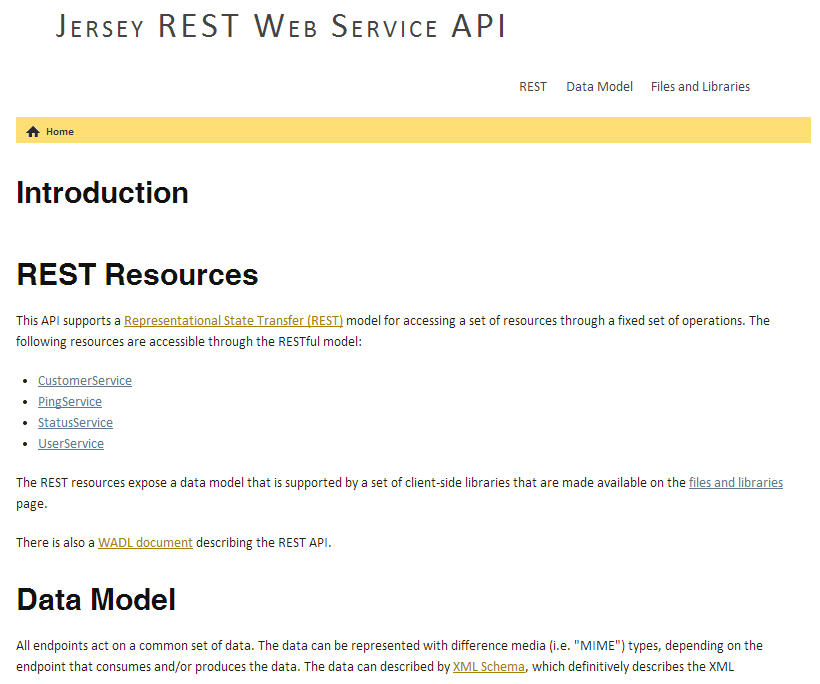 Jersey REST Web Service API
REST Data Model Files and Libraries
Home
Introduction
REST Resources
This API supports a Representational State Transfer (REST) model for accessing a set of resources through a fixed set of operations. The
following resources are accessible through the RESTful model:
• CustomerService
• PingService
• StatusService
• UserService
The REST resources expose a data model that is supported by a set of client-side libraries that are made available on the files and libraries
page.
There is also a WADL document describing the REST API.
Data Model
All endpoints act on a common set of data. The data can be represented with difference media (i.e. "MIME") types, depending on the
endpoint that consumes and/or produces the data. The data can described by XML Schema, which definitively describes the XML